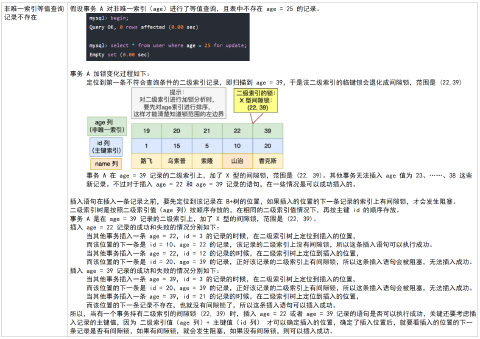 非唯一索引等值查询
记录不存在
假设事务 A 对非唯一索引（age）进行了等值查询，且表中不存在 age = 25 的记录。
mysql> begin;
Query OK, 0 rows affected (0.00 sec)
mysql> select * from user where age = 25 for update;
Empty set (0.00 sec)
事务 A 加锁变化过程如下：
定位到第一条不符合查询条件的二级索引记录，即扫描到 age = 39，于是该二级索引的临键锁会退化成间隙锁，范围是 (22,39)
提示：
对二级索引进行加锁分析时，
要先对age索引进行排序，
这样才能清楚知道锁范围的左边界
二级索引的锁：
X 型间隙锁：
(22, 39)
age 列
(非唯一索引)
19 20 21 22 39
id 列
(主键索引)
1 15 5 10 20
name 列
路飞 乌索普 索隆 山治 香克斯
事务 A 在 age = 39 记录的二级索引上，加了 X 型的间隙锁，范围是 (22, 39)。其他事务无法插入 age 值为 23、……、38 这些
新记录。不过对于插入 age = 22 和 age = 39 记录的语句，在一些情况是可以成功插入的。
插入语句在插入一条记录之前，要先定位到该记录在 B+树的位置，如果插入的位置的下一条记录的索引上有间隙锁，才会发生阻塞。
二级索引树是按照二级索引值（age 列）按顺序存放的，在相同的二级索引值情况下，再按主键 id 的顺序存放。
事务 A 是在 age = 39 记录的二级索引上，加了 X 型的间隙锁，范围是 (22, 39)。
插入 age = 22 记录的成功和失败的情况分别如下：
当其他事务插入一条 age = 22，id = 3 的记录的时候，在二级索引树上定位到插入的位置，
而该位置的下一条是 id = 10、age = 22 的记录，该记录的二级索引上没有间隙锁，所以这条插入语句可以执行成功。
当其他事务插入一条 age = 22，id = 12 的记录的时候，在二级索引树上定位到插入的位置，
而该位置的下一条是 id = 20、age = 39 的记录，正好该记录的二级索引上有间隙锁，所以这条插入语句会被阻塞，无法插入成功。
插入 age = 39 记录的成功和失败的情况分别如下：
当其他事务插入一条 age = 39，id = 3 的记录的时候，在二级索引树上定位到插入的位置，
而该位置的下一条是 id = 20、age = 39 的记录，正好该记录的二级索引上有间隙锁，所以这条插入语句会被阻塞，无法插入成功。
当其他事务插入一条 age = 39，id = 21 的记录的时候，在二级索引树上定位到插入的位置，
而该位置的下一条记录不存在，也就没有间隙锁了，所以这条插入语句可以插入成功。
所以，当有一个事务持有二级索引的间隙锁 (22, 39) 时，插入 age = 22 或者 age = 39 记录的语句是否可以执行成功，关键还要考虑插
入记录的主键值，因为 二级索引值（age 列）+ 主键值（id 列） 才可以确定插入的位置，确定了插入位置后，就要看插入的位置的下一
条记录是否有间隙锁，如果有间隙锁，就会发生阻塞，如果没有间隙锁，则可以插入成功。